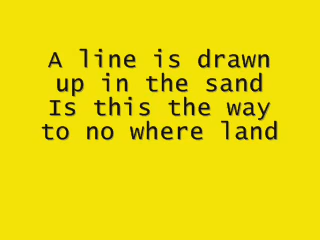 A line is drawn
up in the sand
Is this the way
to no where land